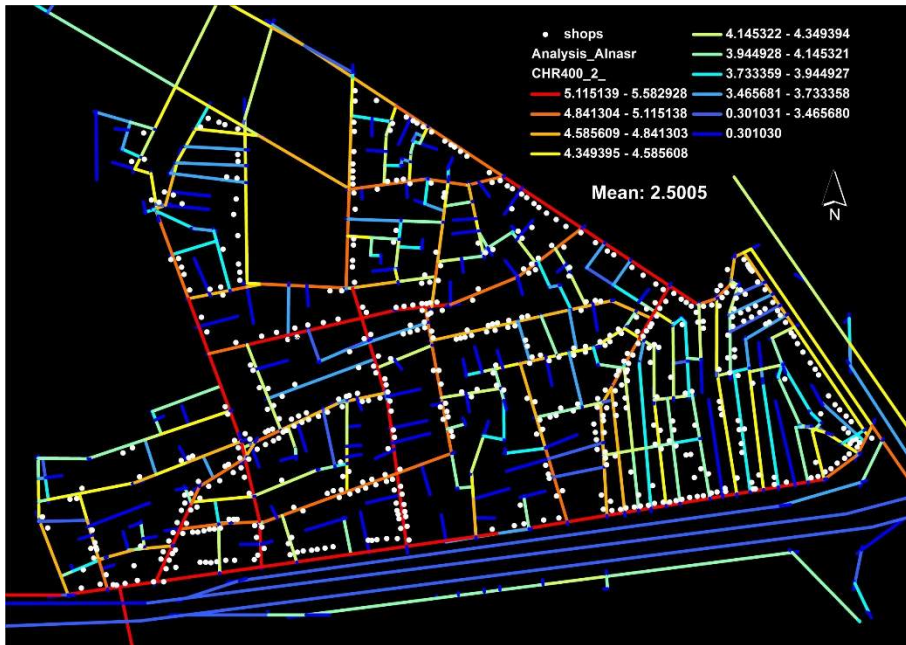 shops
Analysis_Alnasr
CHR400_2_
5.115139 - 5.582928
4.841304 - 5.115138
4.585609 - 4.841303
4.349395 - 4.585608
4.145322 - 4.349394
3.944928 - 4.145321
3.733359 - 3.944927
3.465681 - 3.733358
0.301031 - 3.465680
0.301030
Mean: 2.5005
N